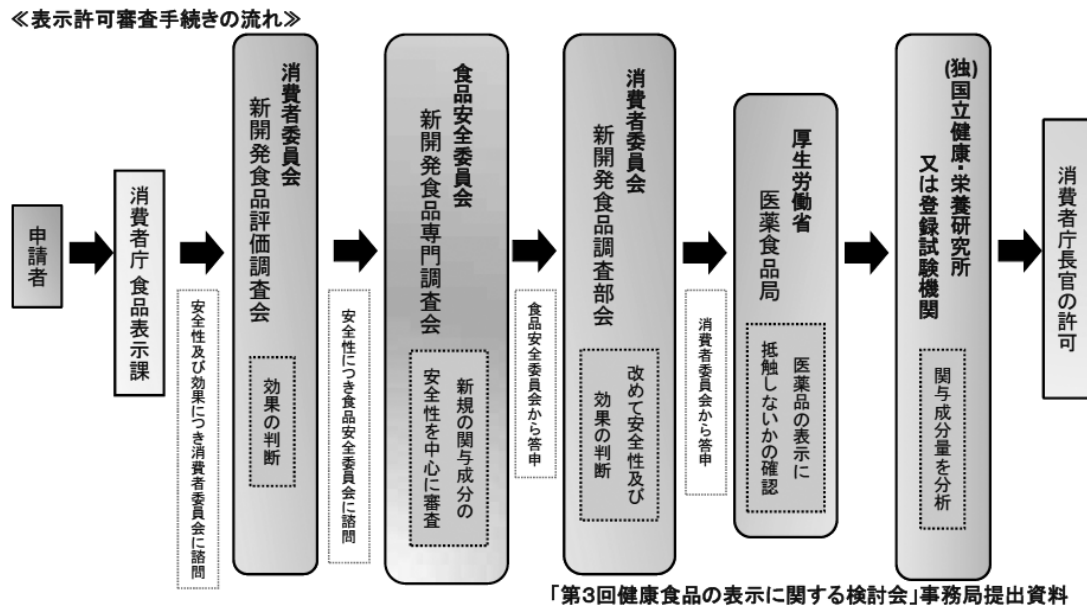 ≪表示許可審査手続きの流れ≫
申請者
消費者庁 食品表示課
安全性及び効果につき消費者委員会に諮問
消費者委員会
新開発食品評価調査会
効果の判断
安全性につき食品安全委員会に諮問
食品安全委員会
新開発食品専門調査会
新規の関与成分の
安全性を中心に審査
食品安全委員会から答申
消費者委員会
新開発食品調査部会
改めて安全性及び
効果の判断
消費者委員会から答申
厚生労働省
医薬食品局
医薬品の表示に
抵触しないかの確認
(独)国立健康・栄養研究所
又は登録試験機関
関与成分量を分析
消費者庁長官の許可
「第3回健康食品の表示に関する検討会」事務局提出資料